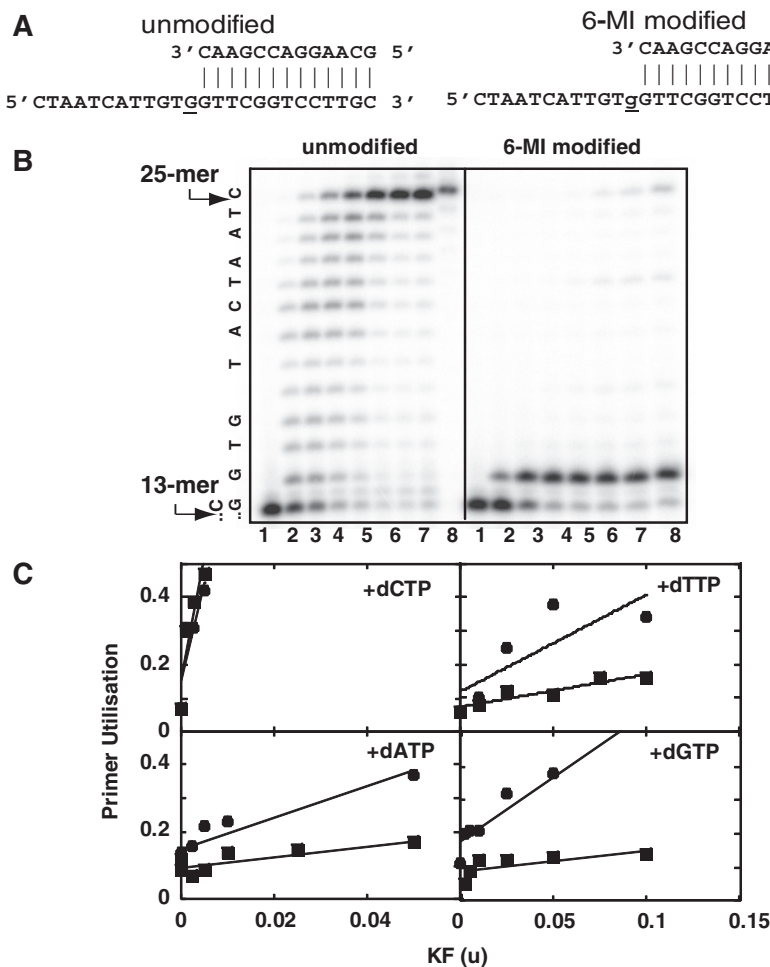 A
unmodified
3’CAAGCCAGGAACG 5’
5’CTAATCATTGTGGTTCGGTCCTTGC 3’
6-MI modified
3’CAAGCCAGGA
5’CTAATCATTGTgGTTCGGTCCT
B
unmodified
6-MI modified
25-mer
C
T
A
A
T
C
A
T
G
T
G
13-mer
..C
..G
1 2 3 4 5 6 7 8
1 2 3 4 5 6 7 8
C
Primer Utilisation
+dCTP
+dTTP
0.4
0.2
0
+dATP
+dGTP
0.4
0.2
0
0 0.02 0.04
0 0.05 0.1 0.15
KF (u)